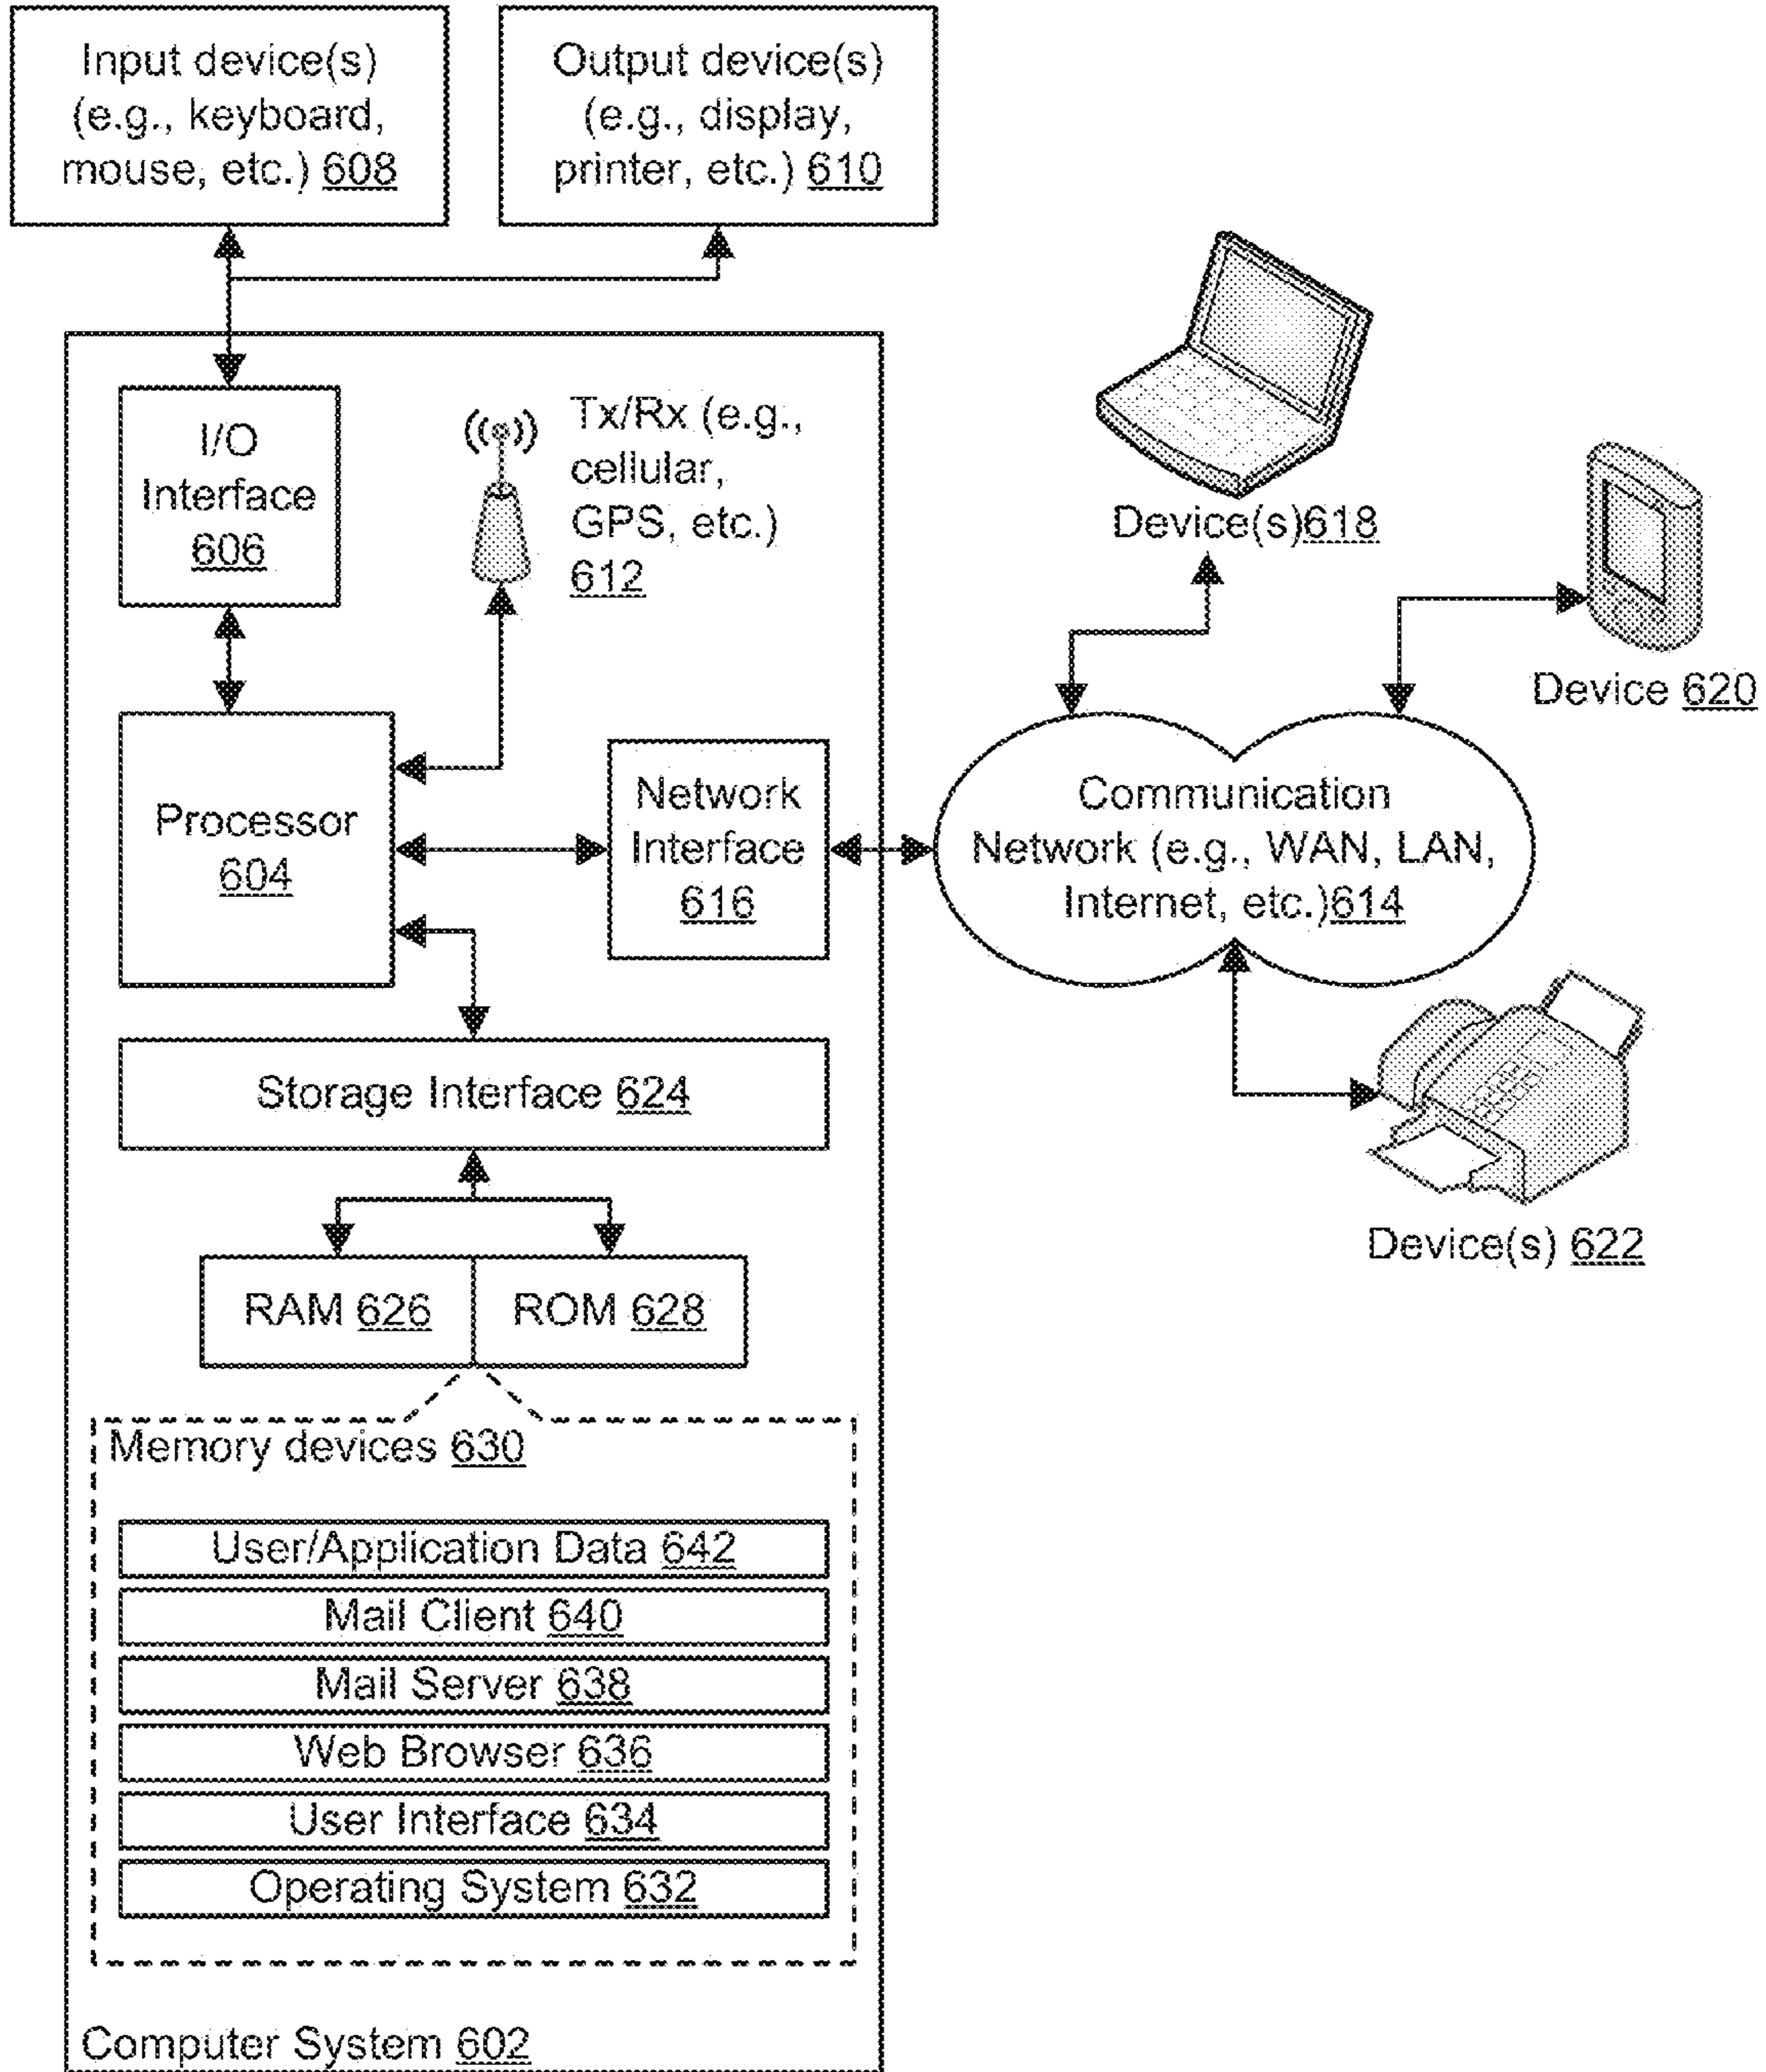 Input device(s)
(e.g., keyboard,
mouse, etc.) 608
Output device(s)
(e.g., display,
printer, etc.) 610
I/O
Interface
606
Tx/Rx (e.g.,
cellular,
GPS, etc.)
612
Device(s)618
Device 620
Processor
604
Network
Interface
616
Communication
Network (e.g., WAN, LAN,
Internet, etc.)614
Storage Interface 624
Device(s) 622
RAM 626
ROM 628
Memory devices 630
User/Application Data 642
Mail Client 640
Mail Server 638
Web Browser 636
User Interface 634
Operating System 632
Computer System 602